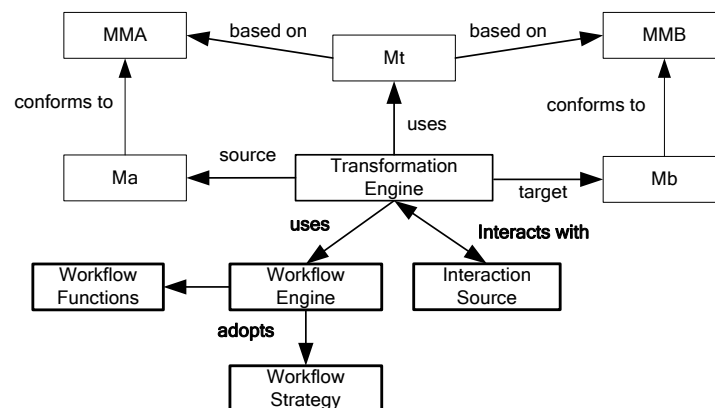 MMA
based on
Mt
based on
MMB
conforms to
uses
conforms to
Ma
source
Transformation
Engine
target
Mb
uses
Interacts with
Workflow
Functions
Workflow
Engine
Interaction
Source
adopts
Workflow
Strategy